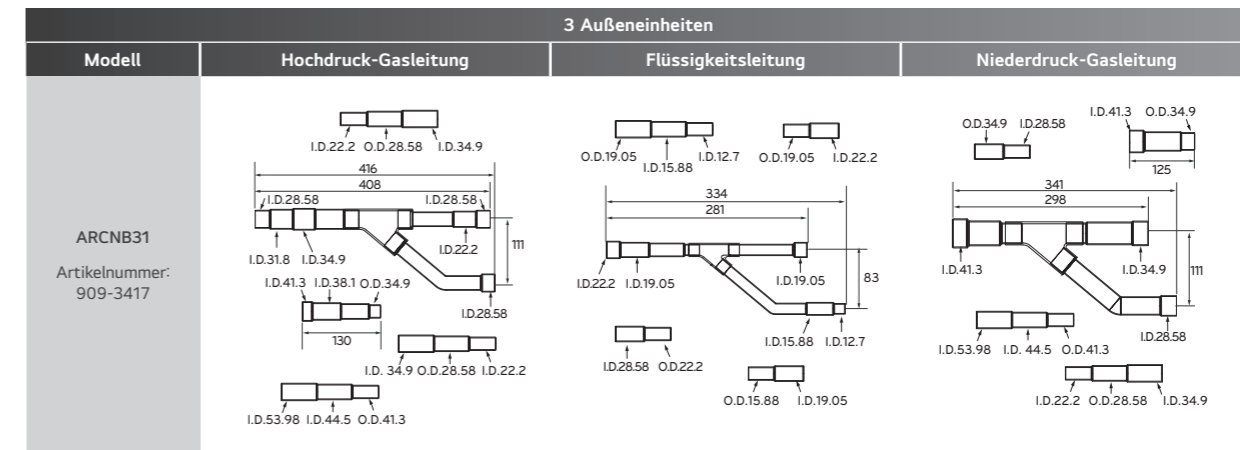 3 Außeneinheiten
Modell Hochdruck-Gasleitung Flüssigkeitsleitung Niederdruck-Gasleitung
ARCNB31
Artikelnummer:
909-3417
I.D.22.2 O.D.28.58 I.D.34.9
416
408
I.D.28.58 I.D.28.58
111
I.D.22.2
I.D.31.8 I.D.34.9
I.D.41.3 I.D.38.1 O.D.34.9
I.D.28.58
130
I.D. 34.9 O.D.28.58 I.D.22.2
I.D.53.98 I.D.44.5 O.D.41.3
O.D.19.05 I.D.15.88 I.D.12.7
O.D.19.05 I.D.22.2
334
281
83
I.D.22.2 I.D.19.05 I.D.19.05
I.D.15.88 I.D.12.7
I.D.28.58 O.D.22.2
O.D.15.88 I.D.19.05
O.D.34.9 I.D.28.58
I.D.41.3 O.D.34.9
125
341
298
111
I.D.41.3 I.D.34.9
I.D.28.58
I.D.53.98 I.D. 44.5 O.D.41.3
I.D.22.2 O.D.28.58 I.D.34.9